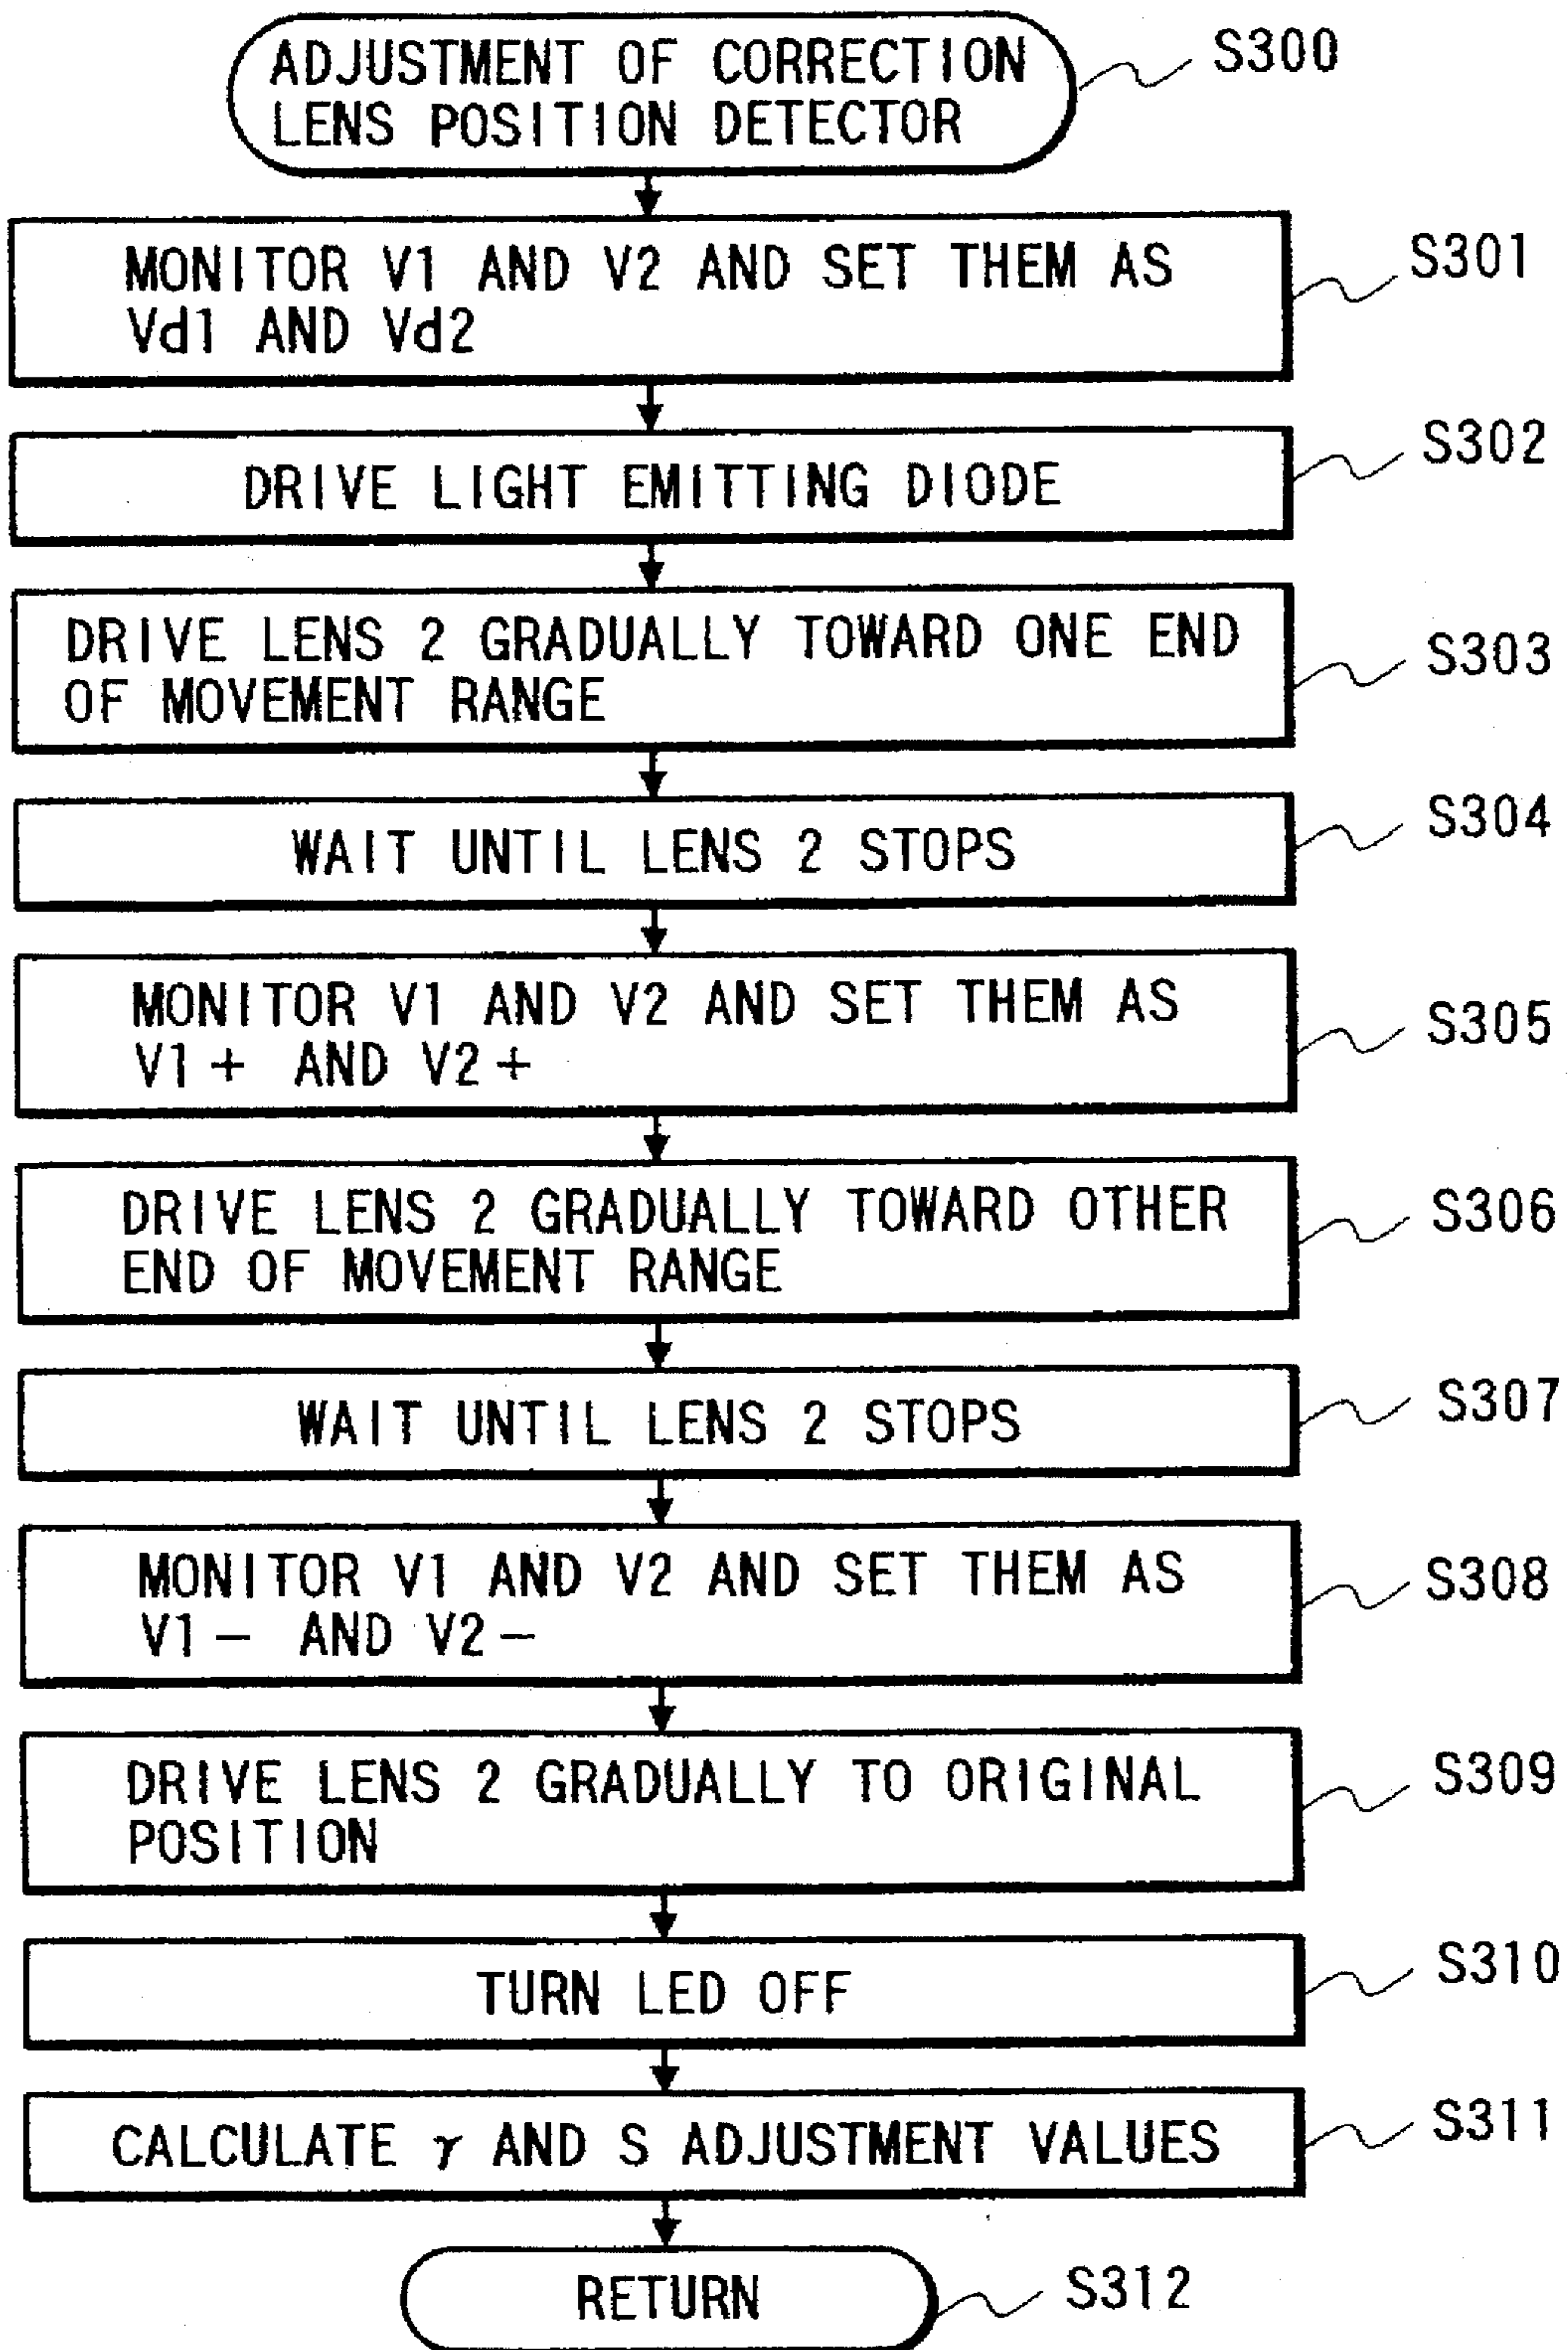 ADJUSTMENT OF CORRECTION
LENS POSITION DETECTOR
S300
MONITOR V1 AND V2 AND SET THEM AS
Vd1 AND Vd2
S301
DRIVE LIGHT EMITTING DIODE
S302
DRIVE LENS 2 GRADUALLY TOWARD ONE END
OF MOVEMENT RANGE
S303
WAIT UNTIL LENS 2 STOPS
S304
MONITOR V1 AND V2 AND SET THEM AS
V1+ AND V2+
S305
DRIVE LENS 2 GRADUALLY TOWARD OTHER
END OF MOVEMENT RANGE
S306
WAIT UNTIL LENS 2 STOPS
S307
MONITOR V1 AND V2 AND SET THEM AS
V1− AND V2−
S308
DRIVE LENS 2 GRADUALLY TO ORIGINAL
POSITION
S309
TURN LED OFF
S310
CALCULATE γ AND S ADJUSTMENT VALUES
S311
RETURN
S312